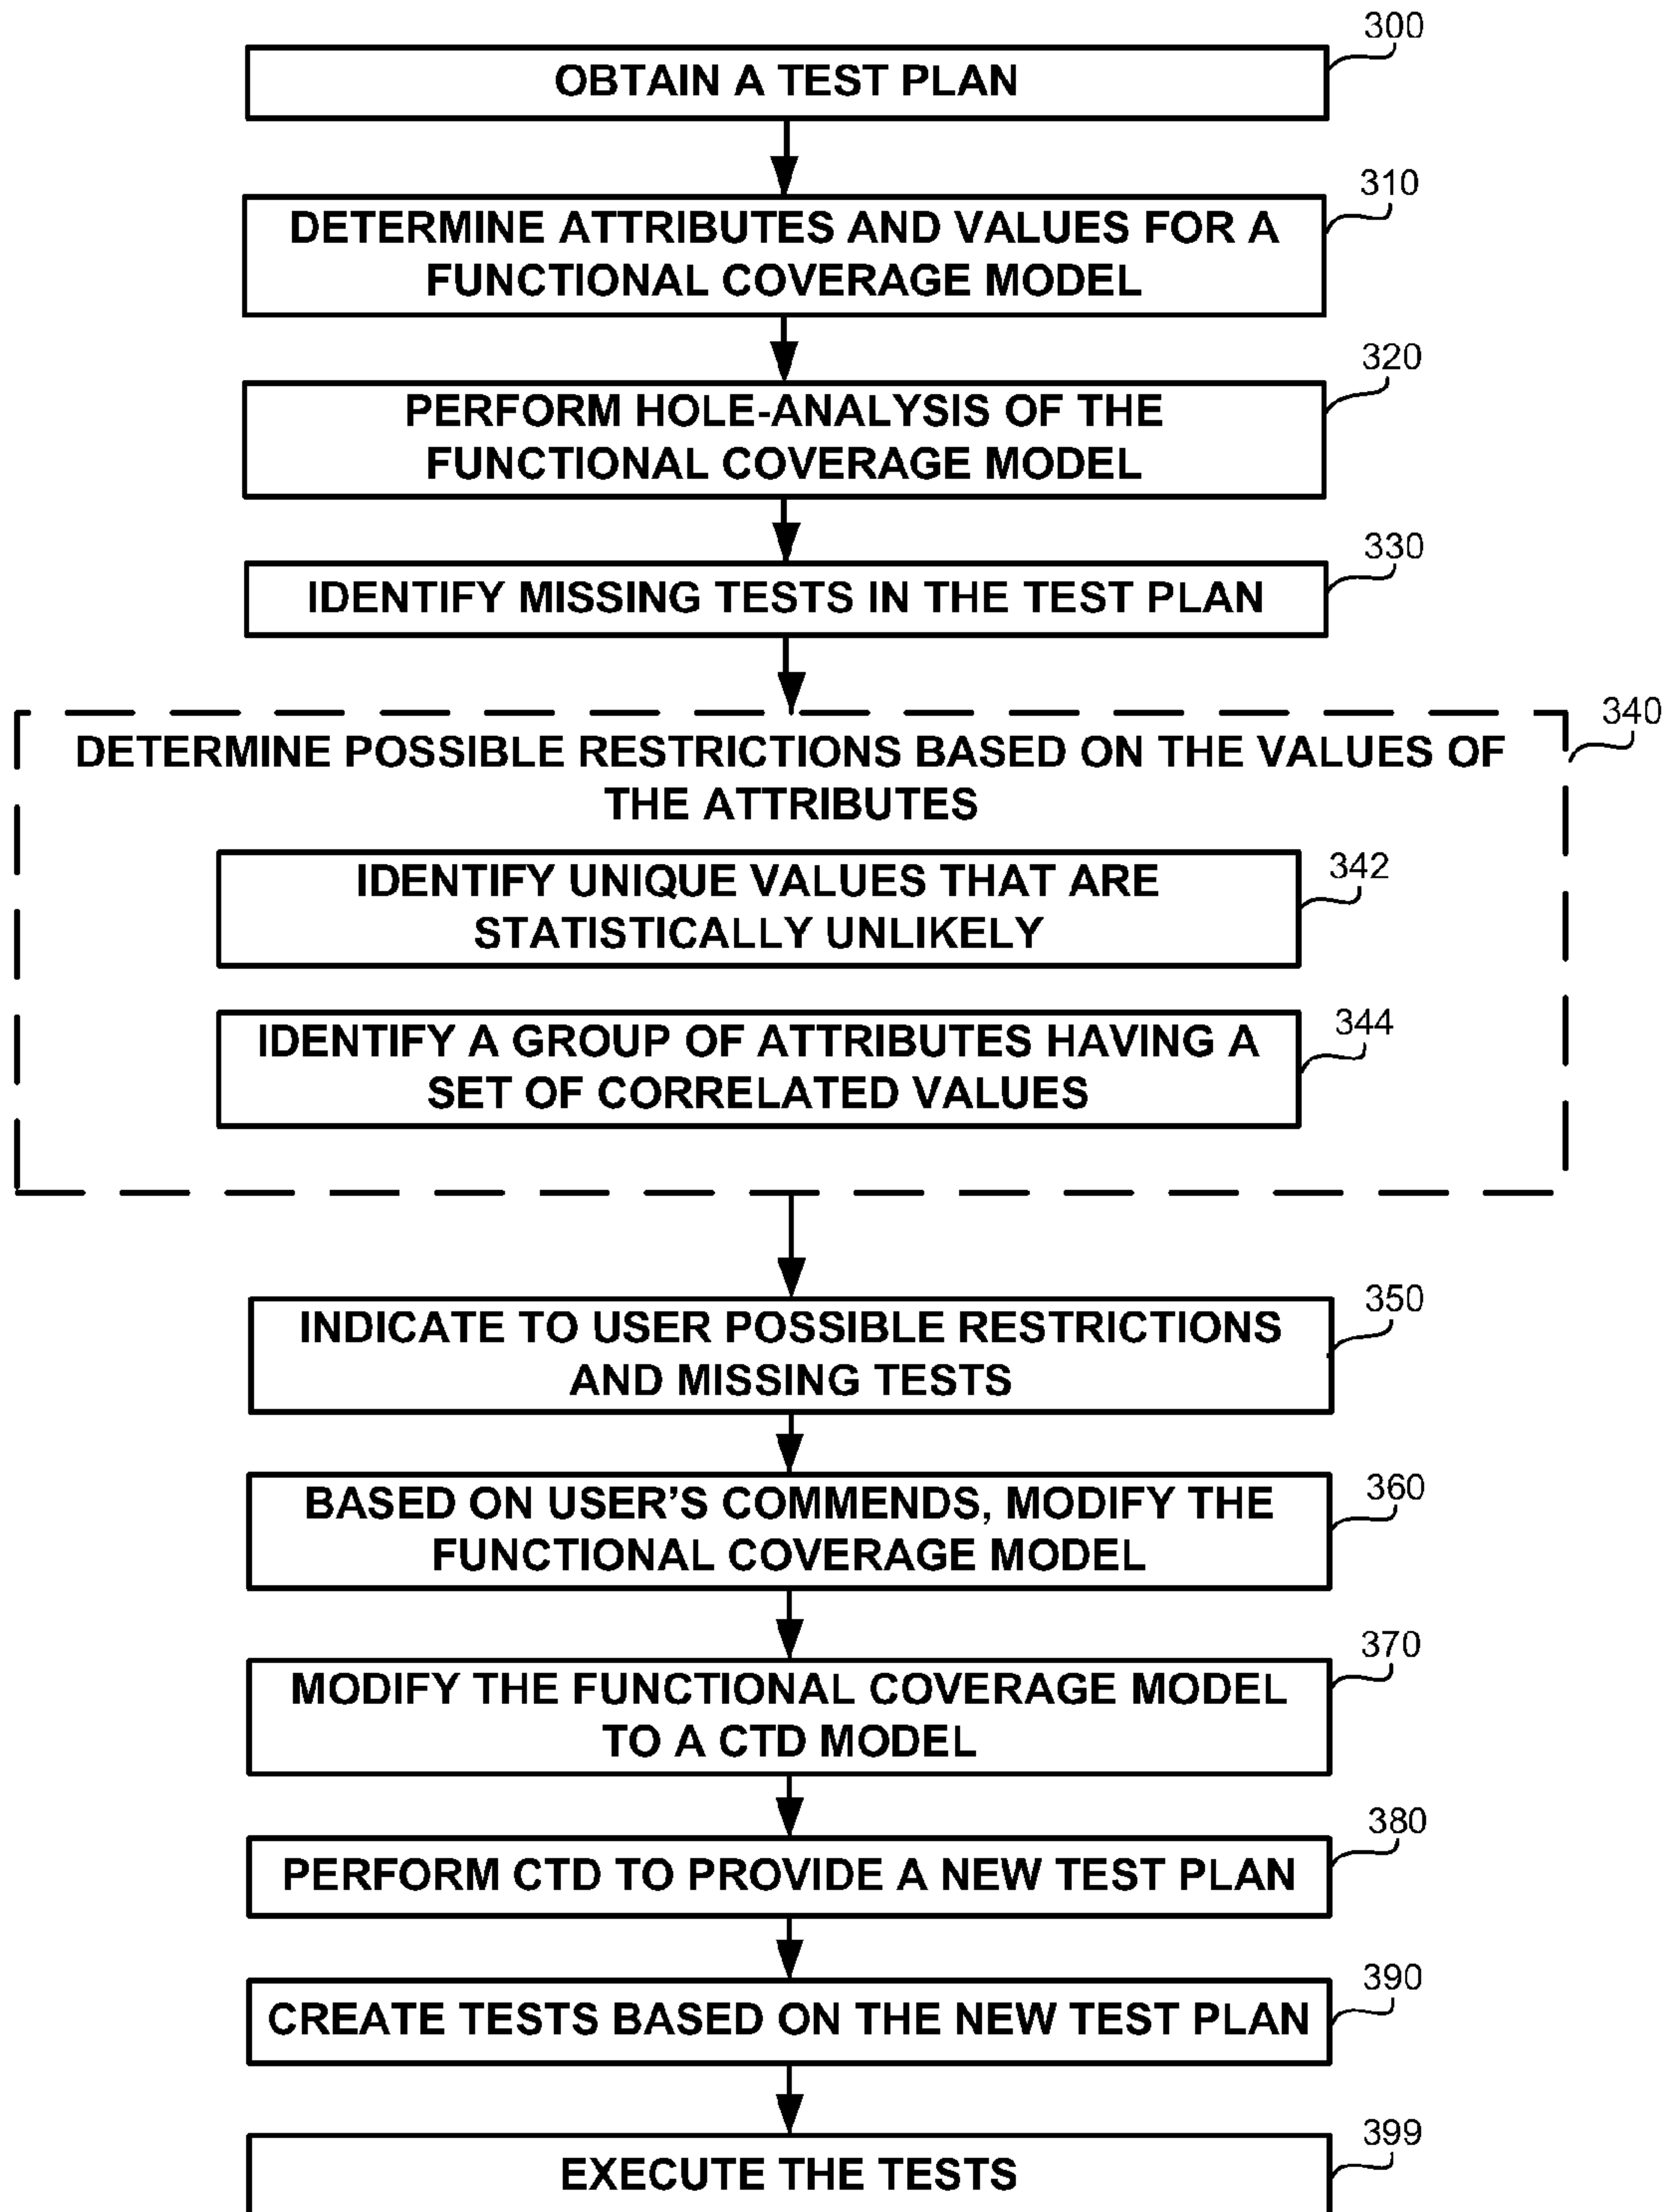 300
OBTAIN A TEST PLAN
310
DETERMINE ATTRIBUTES AND VALUES FOR A
FUNCTIONAL COVERAGE MODEL
320
PERFORM HOLE-ANALYSIS OF THE
FUNCTIONAL COVERAGE MODEL
330
IDENTIFY MISSING TESTS IN THE TEST PLAN
340
DETERMINE POSSIBLE RESTRICTIONS BASED ON THE VALUES OF
THE ATTRIBUTES
342
IDENTIFY UNIQUE VALUES THAT ARE
STATISTICALLY UNLIKELY
344
IDENTIFY A GROUP OF ATTRIBUTES HAVING A
SET OF CORRELATED VALUES
350
INDICATE TO USER POSSIBLE RESTRICTIONS
AND MISSING TESTS
360
BASED ON USER'S COMMENDS, MODIFY THE
FUNCTIONAL COVERAGE MODEL
370
MODIFY THE FUNCTIONAL COVERAGE MODEL
TO A CTD MODEL
380
PERFORM CTD TO PROVIDE A NEW TEST PLAN
390
CREATE TESTS BASED ON THE NEW TEST PLAN
399
EXECUTE THE TESTS